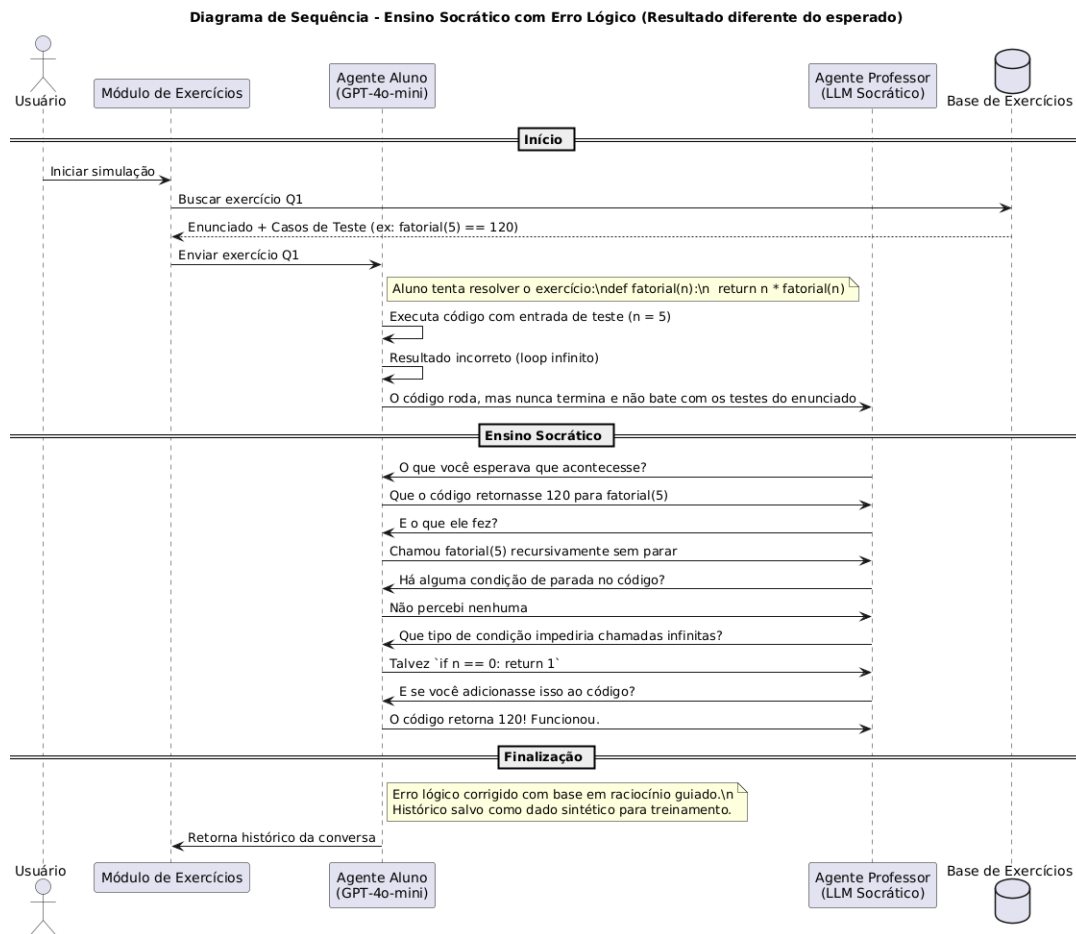 Diagrama de Sequência - Ensino Socrático com Erro Lógico (Resultado diferente do esperado)
Usuário
Módulo de Exercícios
Agente Aluno
(GPT-4o-mini)
Agente Professor
(LLM Socrático)
Base de Exercícios
Início
Iniciar simulação
Buscar exercício Q1
Enunciado + Casos de Teste (ex: fatorial(5) == 120)
Enviar exercício Q1
Aluno tenta resolver o exercício:\ndef fatorial(n):\n  return n * fatorial(n)
Executa código com entrada de teste (n = 5)
Resultado incorreto (loop infinito)
O código roda, mas nunca termina e não bate com os testes do enunciado
Ensino Socrático
O que você esperava que acontecesse?
Que o código retornasse 120 para fatorial(5)
E o que ele fez?
Chamou fatorial(5) recursivamente sem parar
Há alguma condição de parada no código?
Não percebi nenhuma
Que tipo de condição impediria chamadas infinitas?
Talvez `if n == 0: return 1`
E se você adicionasse isso ao código?
O código retorna 120! Funcionou.
Finalização
Erro lógico corrigido com base em raciocínio guiado.\n
Histórico salvo como dado sintético para treinamento.
Retorna histórico da conversa
Usuário
Módulo de Exercícios
Agente Aluno
(GPT-4o-mini)
Agente Professor
(LLM Socrático)
Base de Exercícios